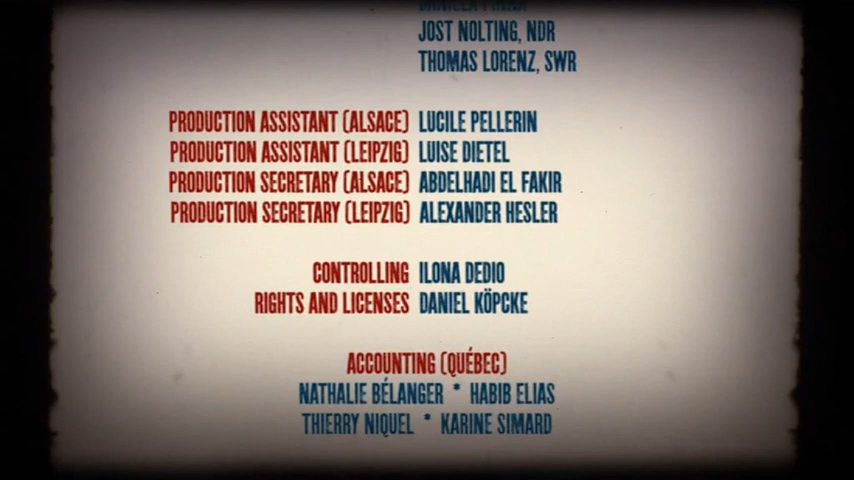 JOST NOLTING, NDR
THOMAS LORENZ, SWR
PRODUCTION ASSISTANT (ALSACE) LUCILE PELLERIN
PRODUCTION ASSISTANT (LEIPZIG) LUISE DIETEL
PRODUCTION SECRETARY (ALSACE) ABDELHADI EL FAKIR
PRODUCTION SECRETARY (LEIPZIG) ALEXANDER HESLER
CONTROLLING ILONA DEDIO
RIGHTS AND LICENSES DANIEL KÖPCKE
ACCOUNTING (QUÉBEC)
NATHALIE BÉLANGER * HABIB ELIAS
THIERRY NIQUEL * KARINE SIMARD